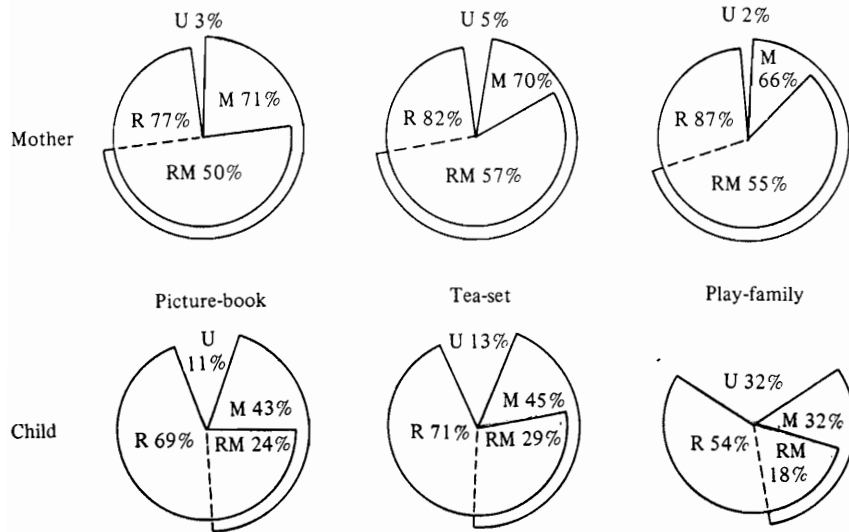 U 3% U 5% U 2%
M 71% M 70% M 66%
R 77% R 82% R 87%
Mother
RM 50% RM 57% RM 55%
Picture-book Tea-set Play-family
U 11% U 13% U 32%
M 43% M 45% M 32%
Child
R 69% RM 24% R 71% RM 29% R 54% RM 18%